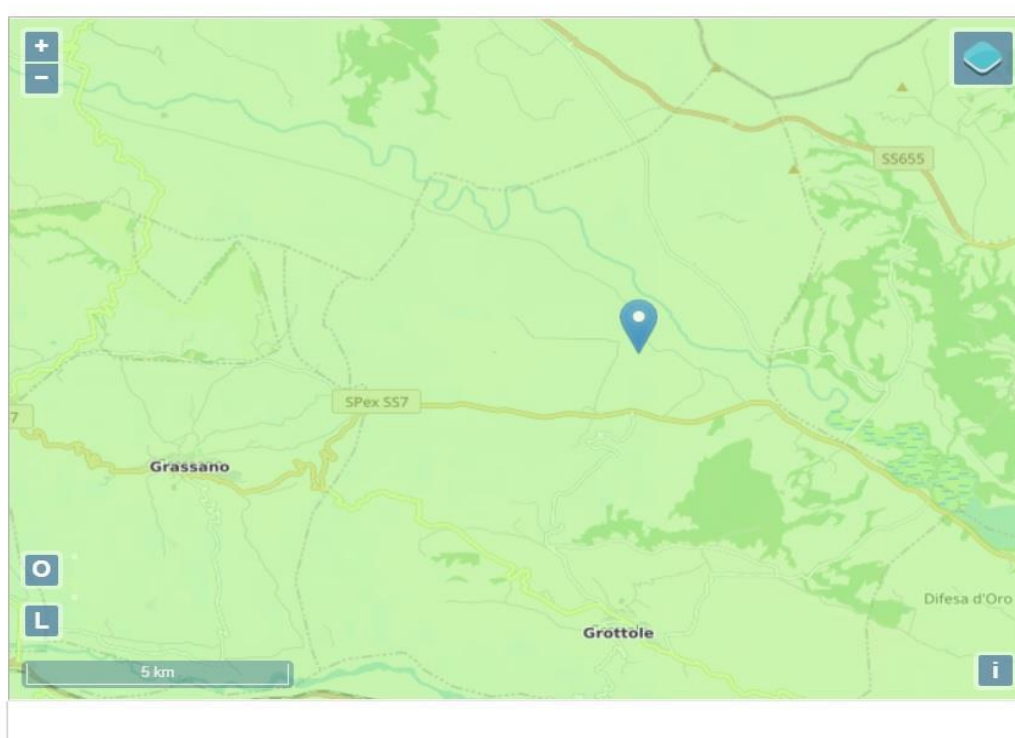 +
−
SS655
SPex SS7
7
Grassano
O
Difesa d'Oro
L
Grottole
5 km
i